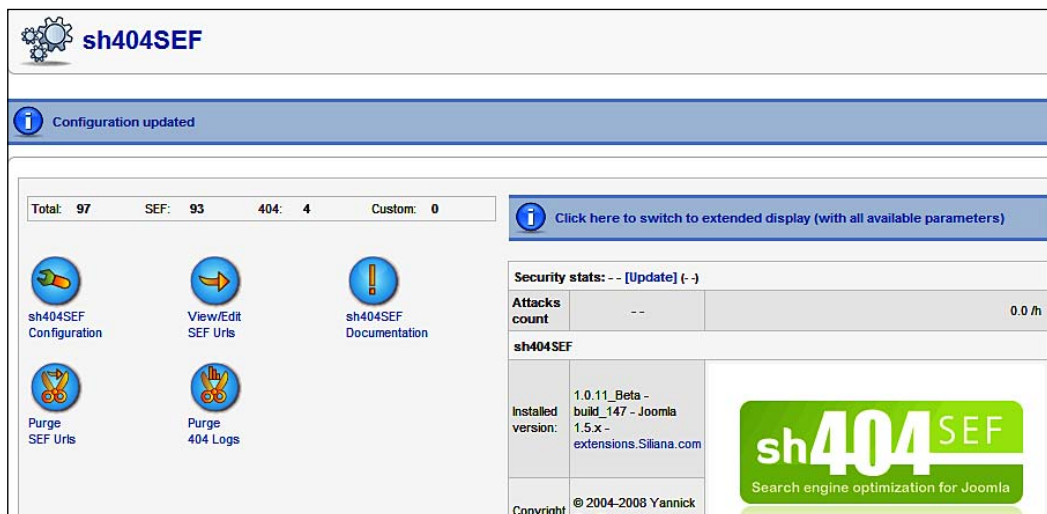 sh404SEF
Configuration updated
Total: 97 SEF: 93 404: 4 Custom: 0
sh404SEF
Configuration
View/Edit
SEF Urls
sh404SEF
Documentation
Purge
SEF Urls
Purge
404 Logs
Click here to switch to extended display (with all available parameters)
Security stats: - - [Update] (- -)
Attacks
count
- -
0.0 /h
sh404SEF
Installed
version:
1.0.11_Beta -
build_147 - Joomla
1.5.x -
extensions.Siliana.com
sh404SEF
Search engine optimization for Joomla
Copyright
© 2004-2008 Yannick